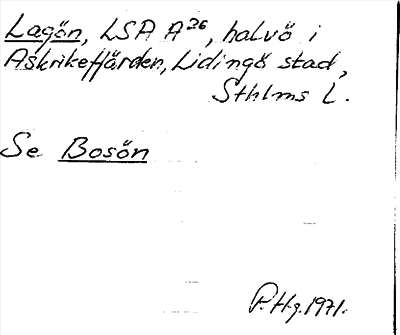 Lagön, LSA A³⁶, halvö i
Askrikefjärden, Lidingö stad,
Sthlms L.
Se Bosön
P.Hg.1971.